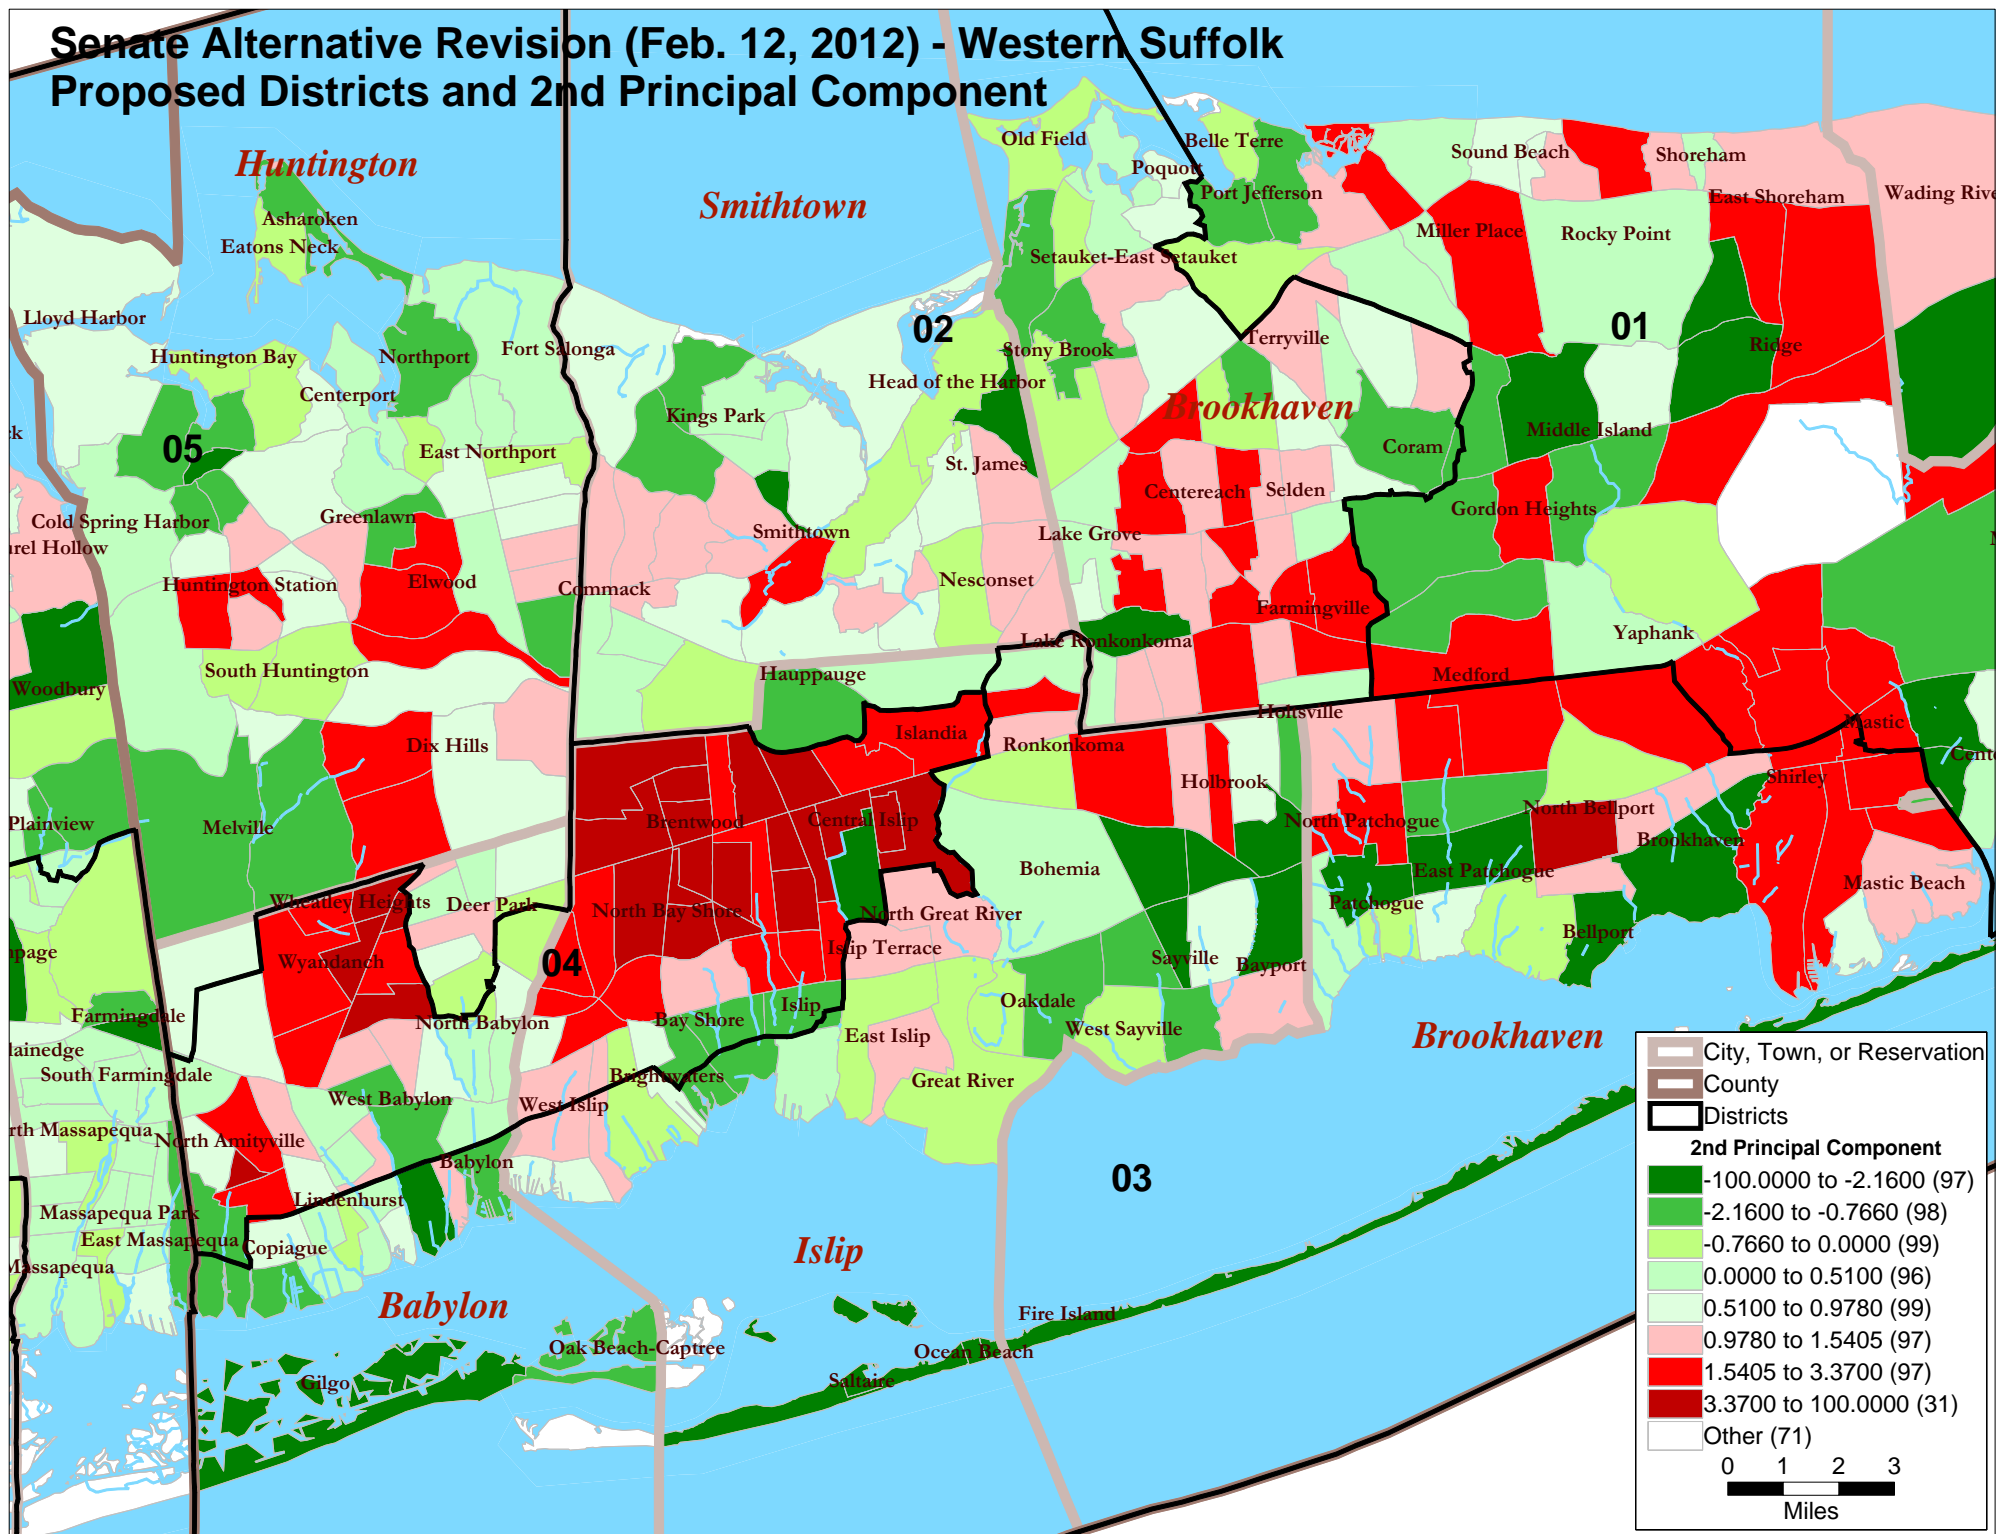 Senate Alternative Revision (Feb. 12, 2012) - Western Suffolk
Proposed Districts and 2nd Principal Component
Huntington
Smithtown
Old Field
Belle Terre
Poquott
Port Jefferson
Sound Beach
Shoreham
East Shoreham
Wading Rive
Asharoken
Eatons Neck
Setauket-East Setauket
Miller Place
Rocky Point
Lloyd Harbor
Huntington Bay
Northport
Fort Salonga
Centerport
02
Stony Brook
Terryville
01
Ridge
Head of the Harbor
Kings Park
Brookhaven
05
ck
East Northport
St. James
Coram
Middle Island
Cold Spring Harbor
Greenlawn
urel Hollow
Smithtown
Centereach
Selden
Gordon Heights
Lake Grove
Huntington Station
Elwood
Commack
Nesconset
Farmingville
Lake Ronkonkoma
Yaphank
Woodbury
South Huntington
Hauppauge
Medford
Holtsville
Dix Hills
Islandia
Ronkonkoma
Mastic
Cente
Holbrook
Shirley
Plainview
Melville
Brentwood
Central Islip
North Patchogue
North Bellport
Brookhaven
Bohemia
East Patchogue
Mastic Beach
Wheatley Heights
Deer Park
North Bay Shore
North Great River
Patchogue
Bellport
npage
Wyandanch
04
Islip Terrace
Sayville
Bayport
Farmingdale
North Babylon
Bay Shore
Islip
Oakdale
East Islip
West Sayville
Brookhaven
lainedge
South Farmingdale
West Babylon
Brightwaters
West Islip
Great River
rth Massapequa
North Amityville
Babylon
03
Massapequa Park
Lindenhurst
East Massapequa
Copiague
Massapequa
Islip
Babylon
Oak Beach-Captree
Fire Island
Ocean Beach
Gilgo
Saltaire
City, Town, or Reservation
County
Districts
2nd Principal Component
-100.0000 to -2.1600 (97)
-2.1600 to -0.7660 (98)
-0.7660 to 0.0000 (99)
0.0000 to 0.5100 (96)
0.5100 to 0.9780 (99)
0.9780 to 1.5405 (97)
1.5405 to 3.3700 (97)
3.3700 to 100.0000 (31)
Other (71)
0 1 2 3
Miles